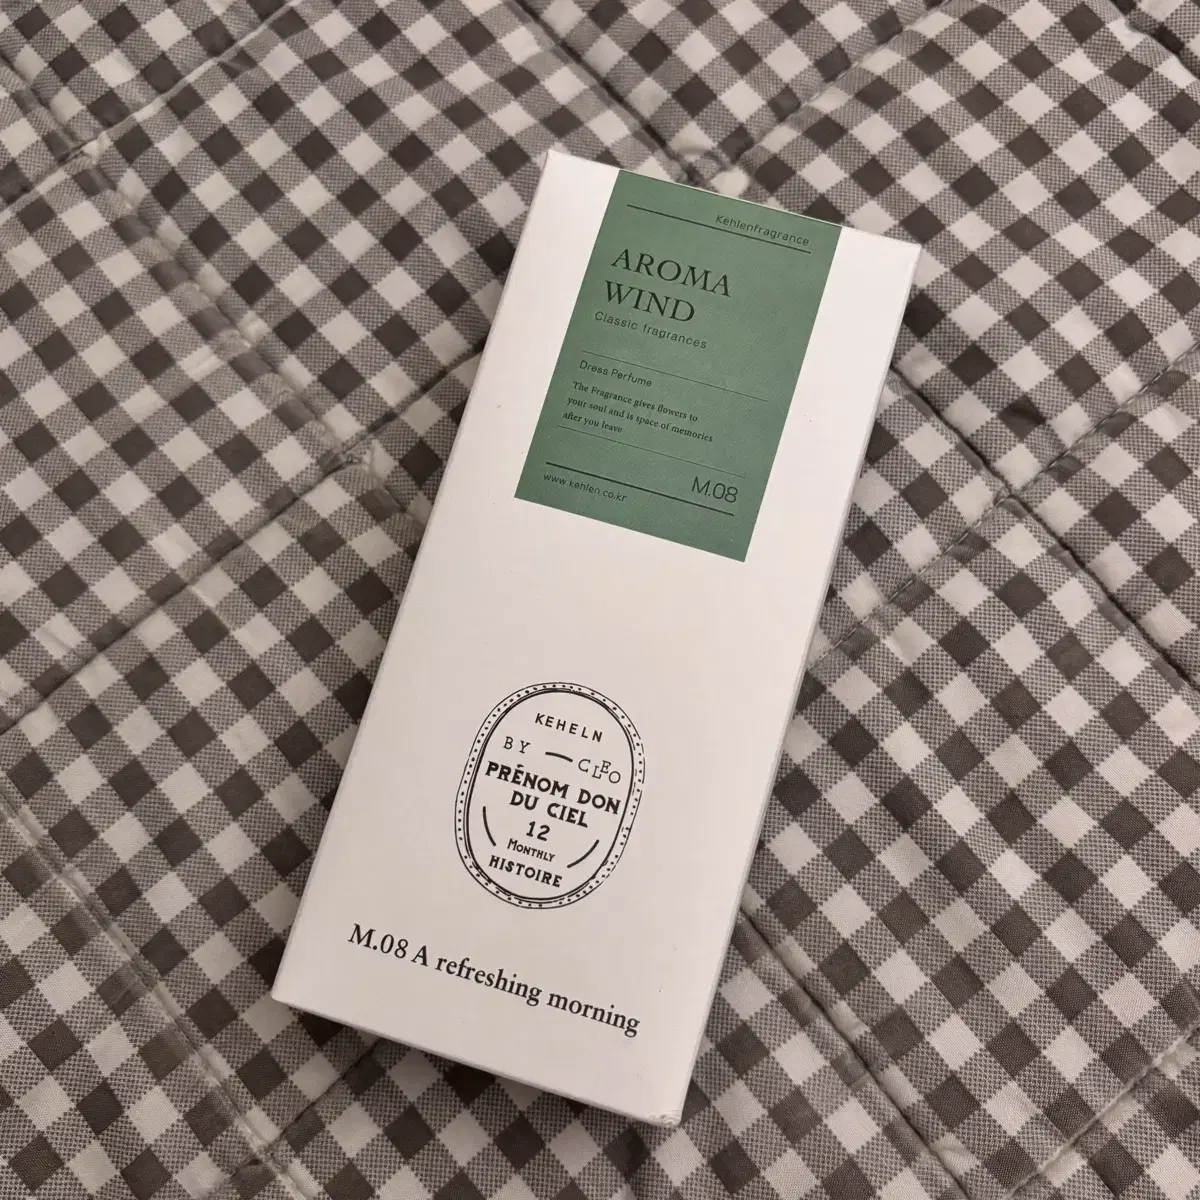 Kehlenfragrance
AROMA
WIND
Classic fragrances
Dress Perfume
The Fragrance gives flowers to
your soul and is space of memories
after you leave
www.kehlen.co.kr
M.08
KEHELN
BY — CLEO
PRÉNOM DON
DU CIEL
12
MONTHLY
HISTOIRE
M.08 A refreshing morning